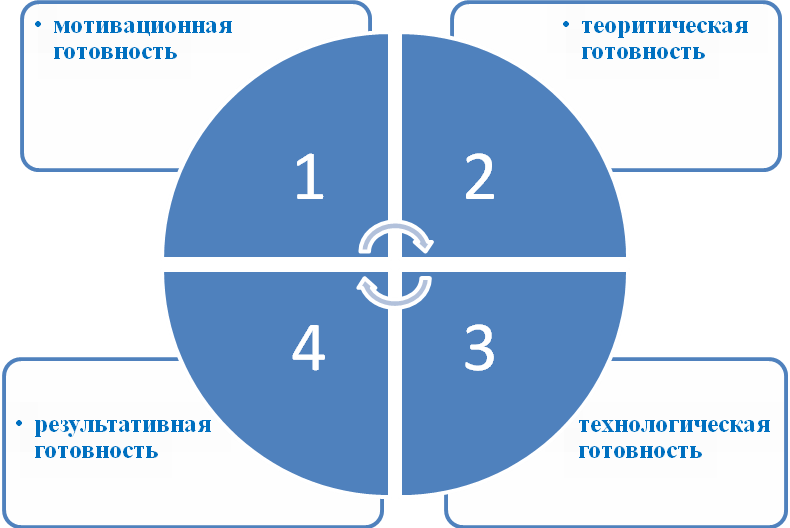 • мотивационная
готовность
• теоритическая
готовность
1
2
4
3
• результативная
готовность
технологическая
готовность